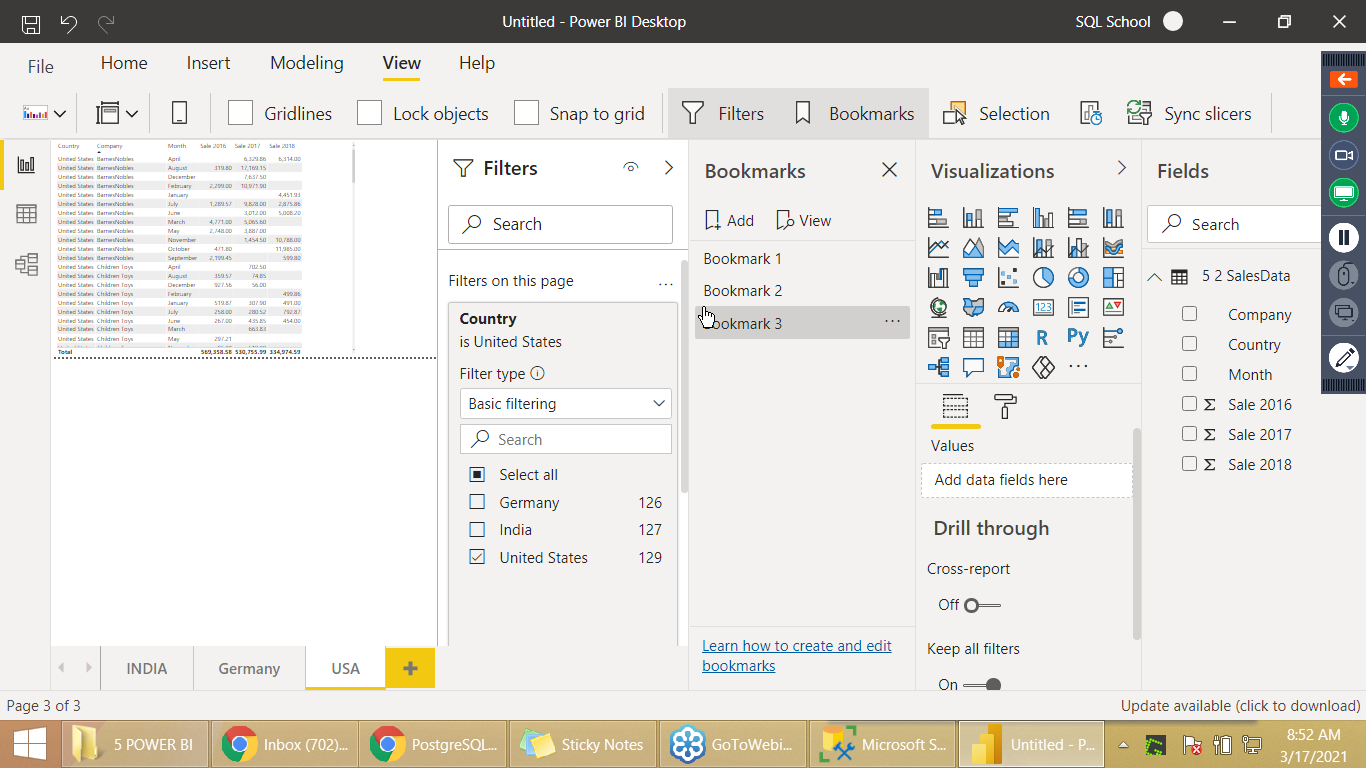 Untitled - Power BI Desktop
SQL School
File Home Insert Modeling View Help
Gridlines Lock objects Snap to grid Filters Bookmarks Selection Sync slicers
Country Company Month Sale 2016 Sale 2017 Sale 2018
United States BarnesNobles April 6,329.86 6,314.00
United States BarnesNobles August 319.80 17,169.15
United States BarnesNobles December 7,637.50
United States BarnesNobles February 2,299.00 10,971.90
United States BarnesNobles January 4,451.93
United States BarnesNobles July 1,289.57 9,828.00 2,875.86
United States BarnesNobles June 3,012.00 5,008.20
United States BarnesNobles March 4,771.00 5,065.60
United States BarnesNobles May 2,748.00 3,887.00
United States BarnesNobles November 1,454.50 10,788.00
United States BarnesNobles October 471.80 11,985.00
United States BarnesNobles September 2,199.45 599.80
United States Children Toys April 702.50
United States Children Toys August 359.57 74.85
United States Children Toys December 927.56 56.00
United States Children Toys February 499.86
United States Children Toys January 519.87 307.90 491.00
United States Children Toys July 258.00 280.52 792.87
United States Children Toys June 267.00 435.85 454.00
United States Children Toys March 663.83
United States Children Toys May 297.21
Total 569,358.58 530,755.99 334,974.59
Filters
Search
Filters on this page
...
Country
is United States
Filter type
Basic filtering
Search
Select all
Germany 126
India 127
United States 129
Bookmarks
Add View
Bookmark 1
Bookmark 2
ookmark 3 ...
Learn how to create and edit
bookmarks
Visualizations
123
R Py
...
Values
Add data fields here
Drill through
Cross-report
Off
Keep all filters
On
Fields
Search
5 2 SalesData
Company
Country
Month
Σ Sale 2016
Σ Sale 2017
Σ Sale 2018
INDIA Germany USA +
Page 3 of 3
Update available (click to download)
5 POWER BI Inbox (702)... PostgreSQL... Sticky Notes GoToWebi... Microsoft S... Untitled - P...
8:52 AM
3/17/2021